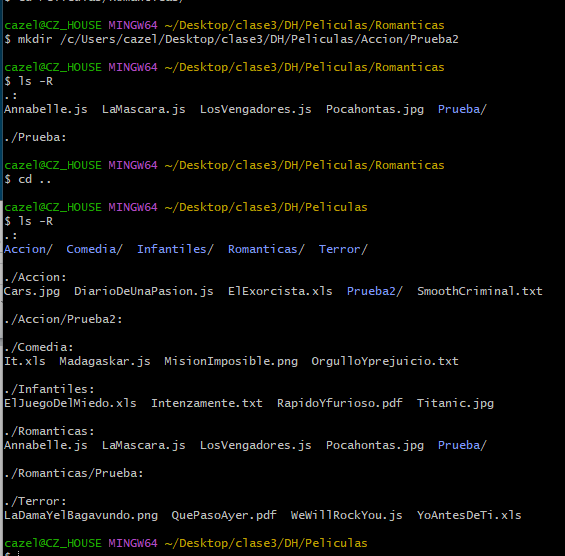 cazel@CZ_HOUSE MINGW64 ~/Desktop/clase3/DH/Peliculas/Romanticas
$ mkdir /c/Users/cazel/Desktop/clase3/DH/Peliculas/Accion/Prueba2
cazel@CZ_HOUSE MINGW64 ~/Desktop/clase3/DH/Peliculas/Romanticas
$ ls -R
.:
Annabelle.js  LaMascara.js  LosVengadores.js  Pocahontas.jpg  Prueba/
./Prueba:
cazel@CZ_HOUSE MINGW64 ~/Desktop/clase3/DH/Peliculas/Romanticas
$ cd ..
cazel@CZ_HOUSE MINGW64 ~/Desktop/clase3/DH/Peliculas
$ ls -R
.:
Accion/  Comedia/  Infantiles/  Romanticas/  Terror/
./Accion:
Cars.jpg  DiarioDeUnaPasion.js  ElExorcista.xls  Prueba2/  SmoothCriminal.txt
./Accion/Prueba2:
./Comedia:
It.xls  Madagaskar.js  MisionImposible.png  OrgulloYprejuicio.txt
./Infantiles:
ElJuegoDelMiedo.xls  Intenzamente.txt  RapidoYfurioso.pdf  Titanic.jpg
./Romanticas:
Annabelle.js  LaMascara.js  LosVengadores.js  Pocahontas.jpg  Prueba/
./Romanticas/Prueba:
./Terror:
LaDamaYelBagavundo.png  QuePasoAyer.pdf  WeWillRockYou.js  YoAntesDeTi.xls
cazel@CZ_HOUSE MINGW64 ~/Desktop/clase3/DH/Peliculas
$